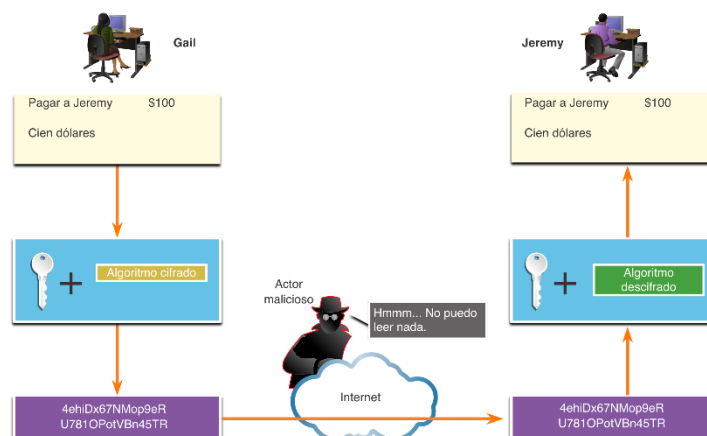 Gail
Jeremy
Pagar a Jeremy $100
Cien dólares
Pagar a Jeremy $100
Cien dólares
Algoritmo cifrado
Algoritmo
descifrado
Actor
malicioso
Hmmm... No puedo
leer nada.
Internet
4ehiDx67NMop9eR
U781OPotVBn45TR
4ehiDx67NMop9eR
U781OPotVBn45TR